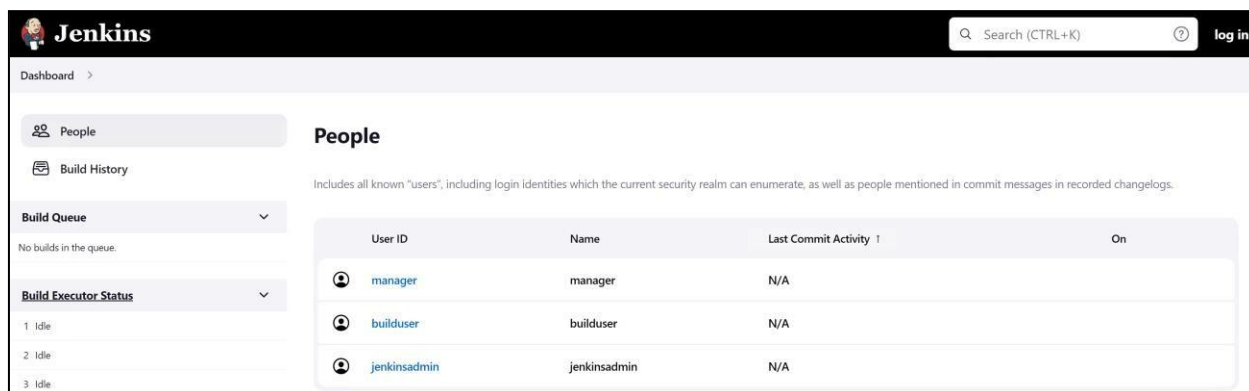 Jenkins
Search (CTRL+K)
?
log in
Dashboard >
People
Build History
Build Queue
No builds in the queue.
Build Executor Status
1 Idle
2 Idle
3 Idle
People
Includes all known "users", including login identities which the current security realm can enumerate, as well as people mentioned in commit messages in recorded changelogs.
User ID Name Last Commit Activity ↑ On
manager manager N/A
builduser builduser N/A
jenkinsadmin jenkinsadmin N/A